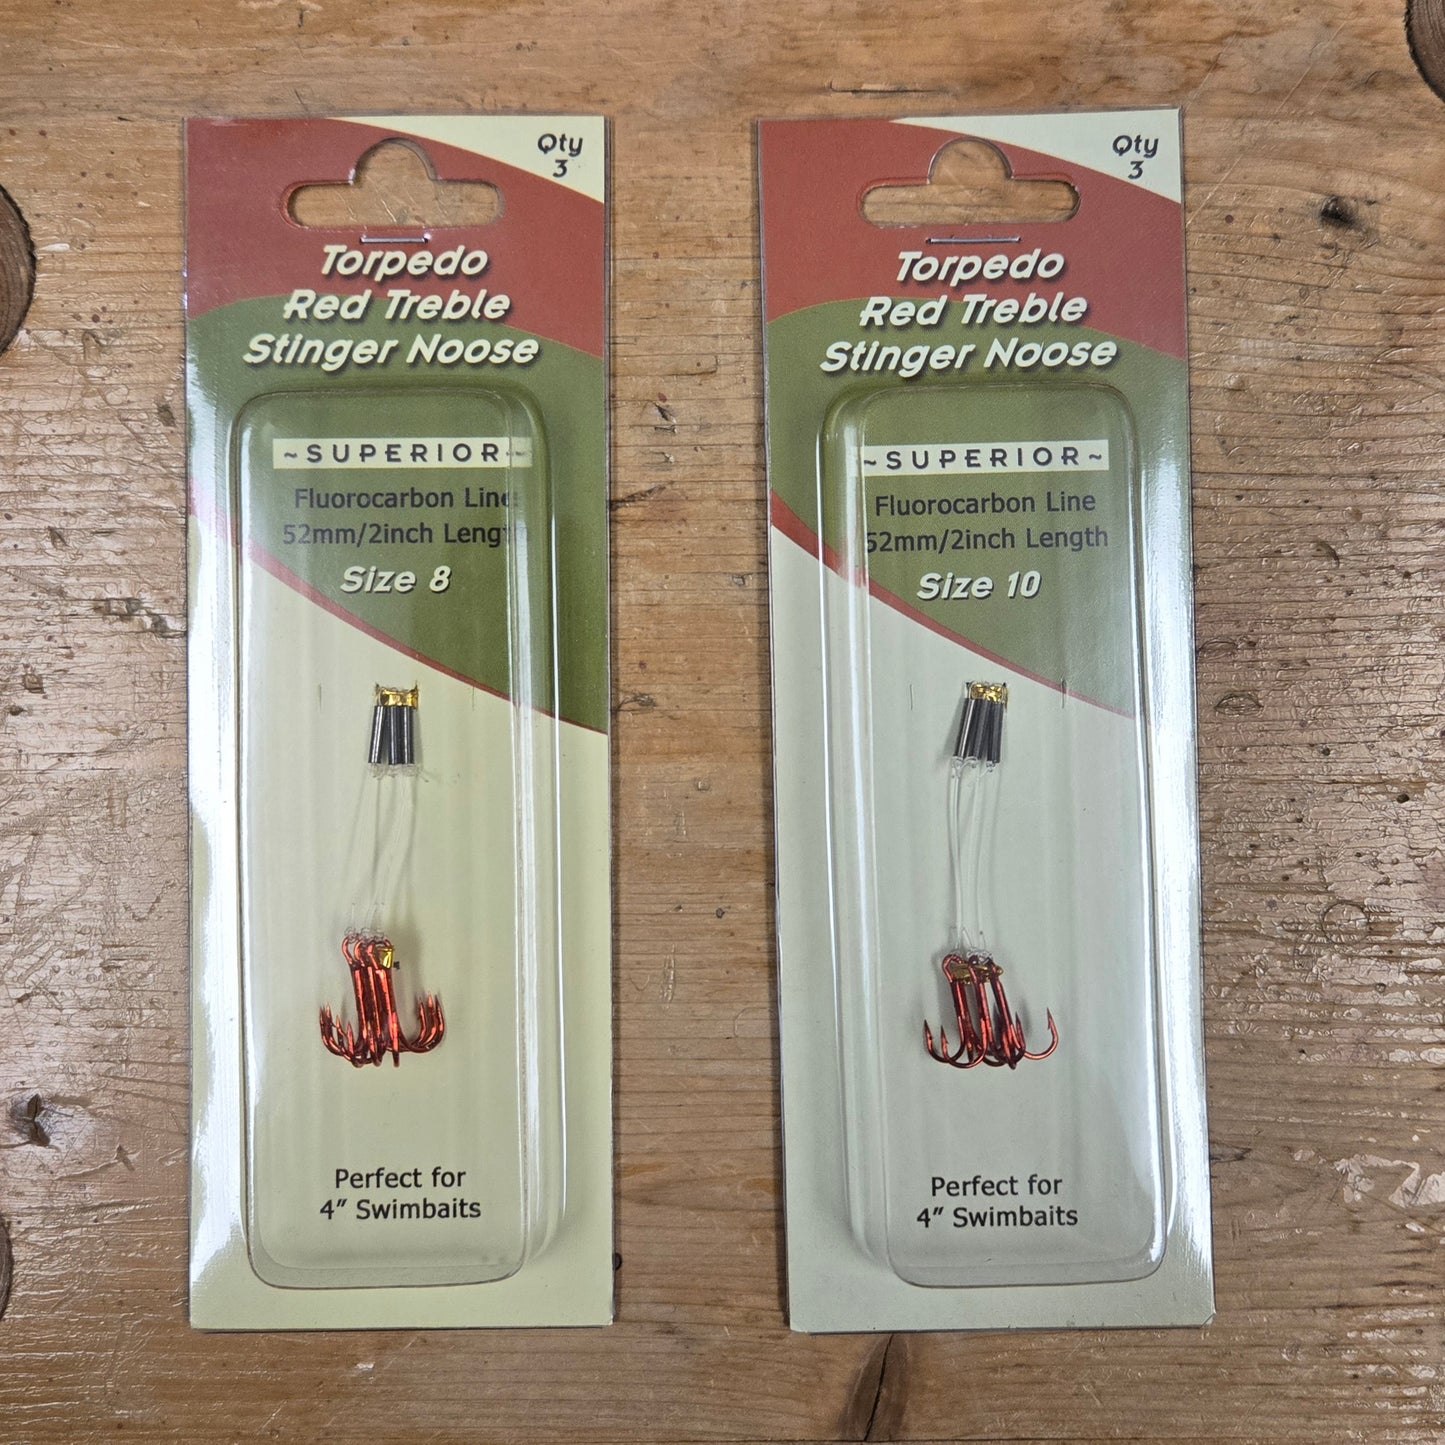 Qty
3
Torpedo
Red Treble
Stinger Noose
~SUPERIOR~
Fluorocarbon Line
52mm/2inch Length
Size 8
Perfect for
4" Swimbaits
Qty
3
Torpedo
Red Treble
Stinger Noose
~SUPERIOR~
Fluorocarbon Line
52mm/2inch Length
Size 10
Perfect for
4" Swimbaits